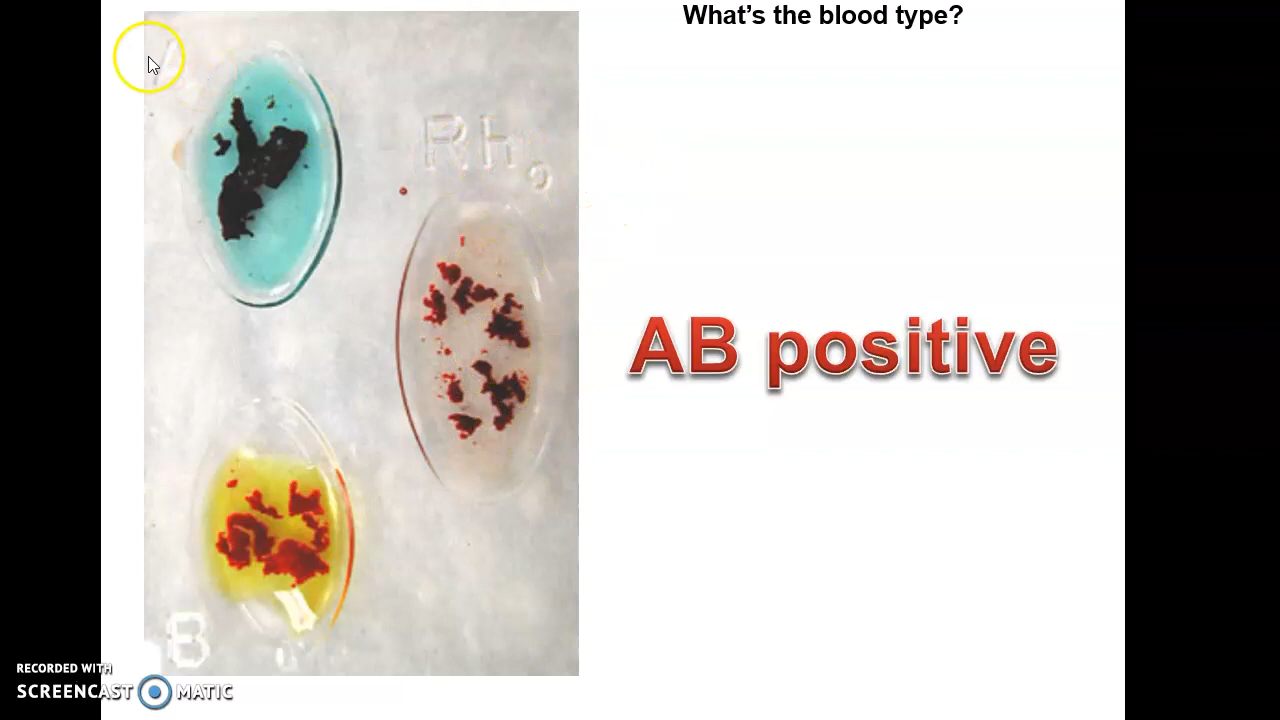 What's the blood type?
Rh
B
AB positive
RECORDED WITH
SCREENCAST MATIC